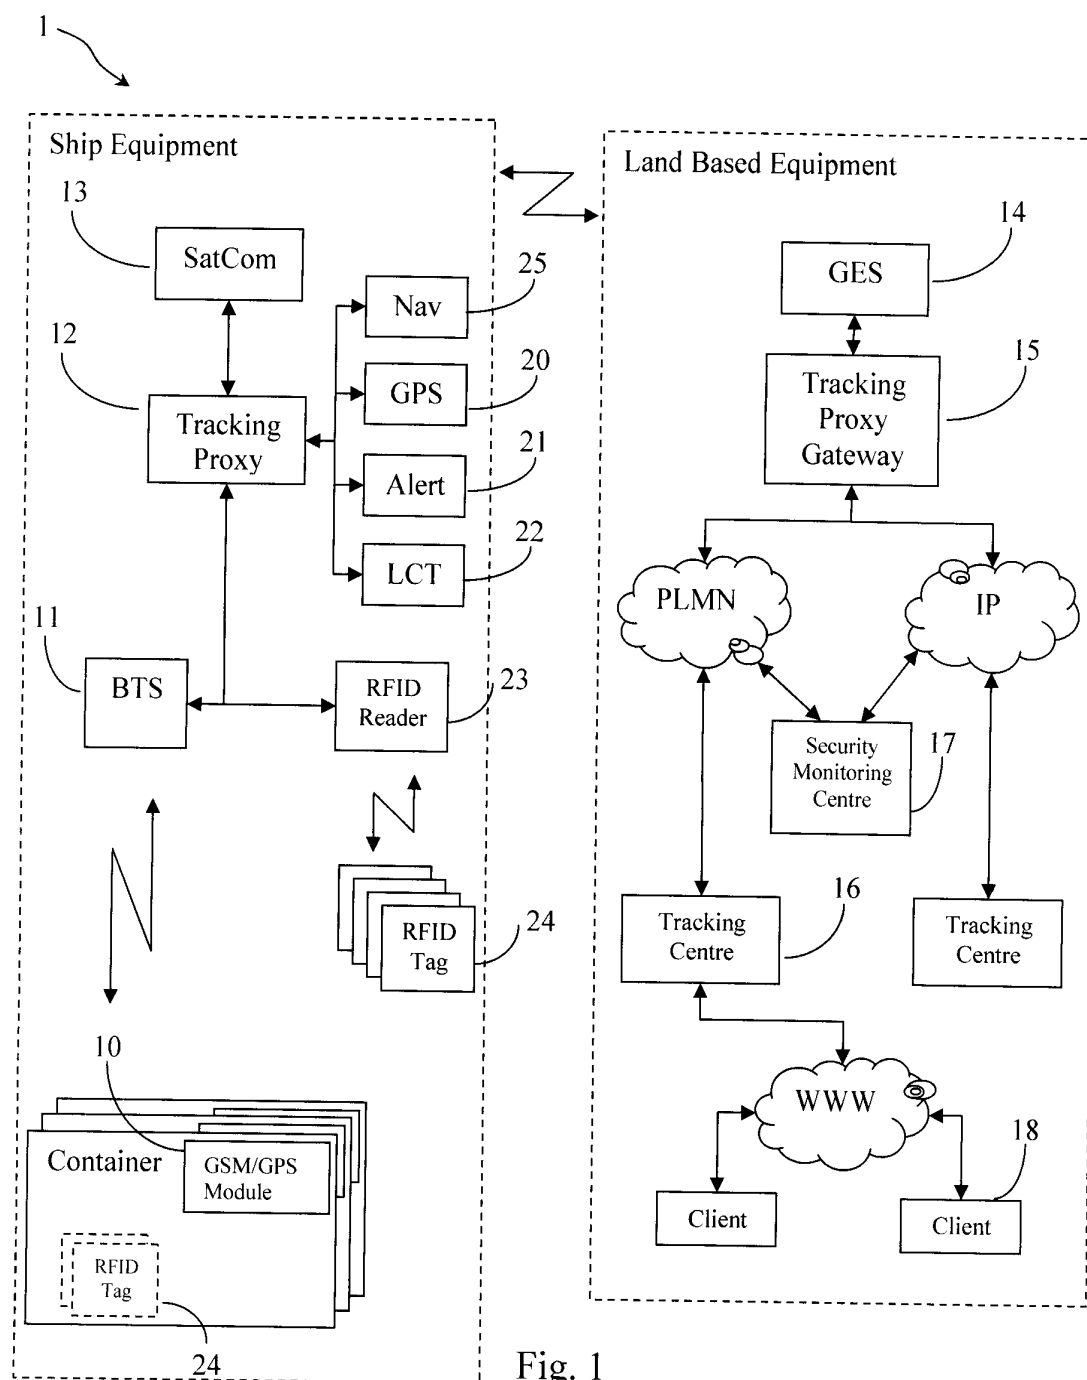 1
Ship Equipment
13
SatCom
12
Tracking
Proxy
Nav
25
GPS
20
Alert
21
LCT
22
11
BTS
RFID
Reader
23
RFID
Tag
24
10
Container
GSM/GPS
Module
RFID
Tag
24
Land Based Equipment
14
GES
15
Tracking
Proxy
Gateway
PLMN
IP
Security
Monitoring
Centre
17
16
Tracking
Centre
Tracking
Centre
WWW
18
Client
Client
Fig. 1